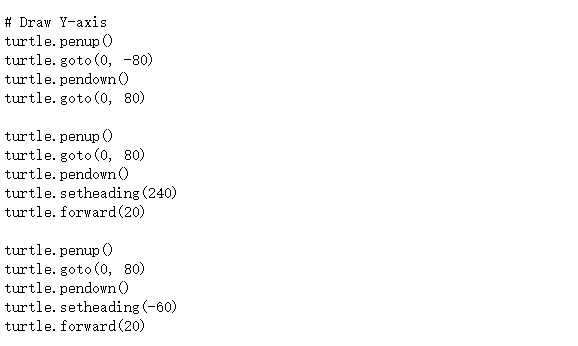 # Draw Y-axis
turtle.penup()
turtle.goto(0, -80)
turtle.pendown()
turtle.goto(0, 80)

turtle.penup()
turtle.goto(0, 80)
turtle.pendown()
turtle.setheading(240)
turtle.forward(20)

turtle.penup()
turtle.goto(0, 80)
turtle.pendown()
turtle.setheading(-60)
turtle.forward(20)